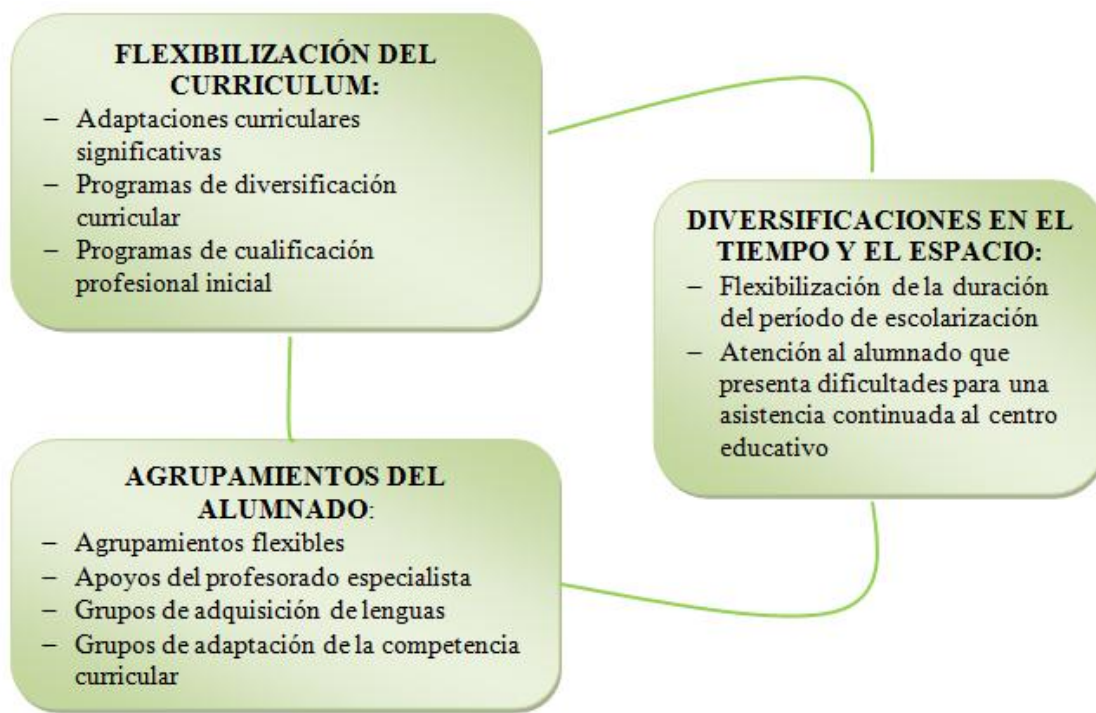 FLEXIBILIZACIÓN DEL
CURRICULUM:
– Adaptaciones curriculares
significativas
– Programas de diversificación
curricular
– Programas de cualificación
profesional inicial
DIVERSIFICACIONES EN EL
TIEMPO Y EL ESPACIO:
– Flexibilización de la duración
del período de escolarización
– Atención al alumnado que
presenta dificultades para una
asistencia continuada al centro
educativo
AGRUPAMIENTOS DEL
ALUMNADO:
– Agrupamientos flexibles
– Apoyos del profesorado especialista
– Grupos de adquisición de lenguas
– Grupos de adaptación de la competencia
curricular